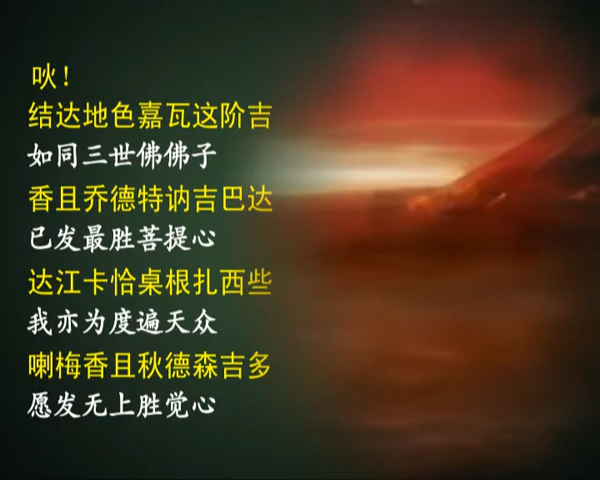 吙！
结达地色嘉瓦这阶吉
如同三世佛佛子
香且乔德特讷吉巴达
已发最胜菩提心
达江卡恰桌根扎西些
我亦为度遍天众
喇梅香且秋德森吉多
愿发无上胜觉心